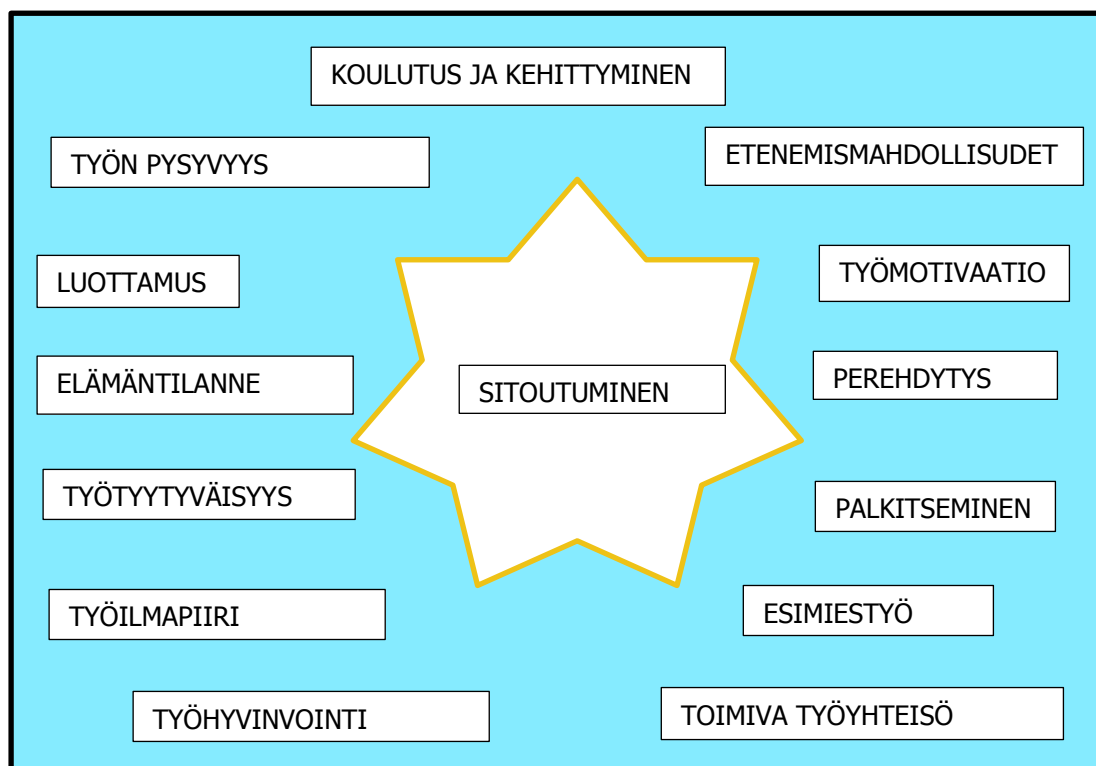 KOULUTUS JA KEHITTYMINEN
TYÖN PYSYVYYS
ETENEMISMAHDOLLISUDET
LUOTTAMUS
TYÖMOTIVAATIO
ELÄMÄNTILANNE
SITOUTUMINEN
PEREHDYTYS
TYÖTYYTYVÄISYYS
PALKITSEMINEN
TYÖILMAPIIRI
ESIMIESTYÖ
TYÖHYVINVOINTI
TOIMIVA TYÖYHTEISÖ